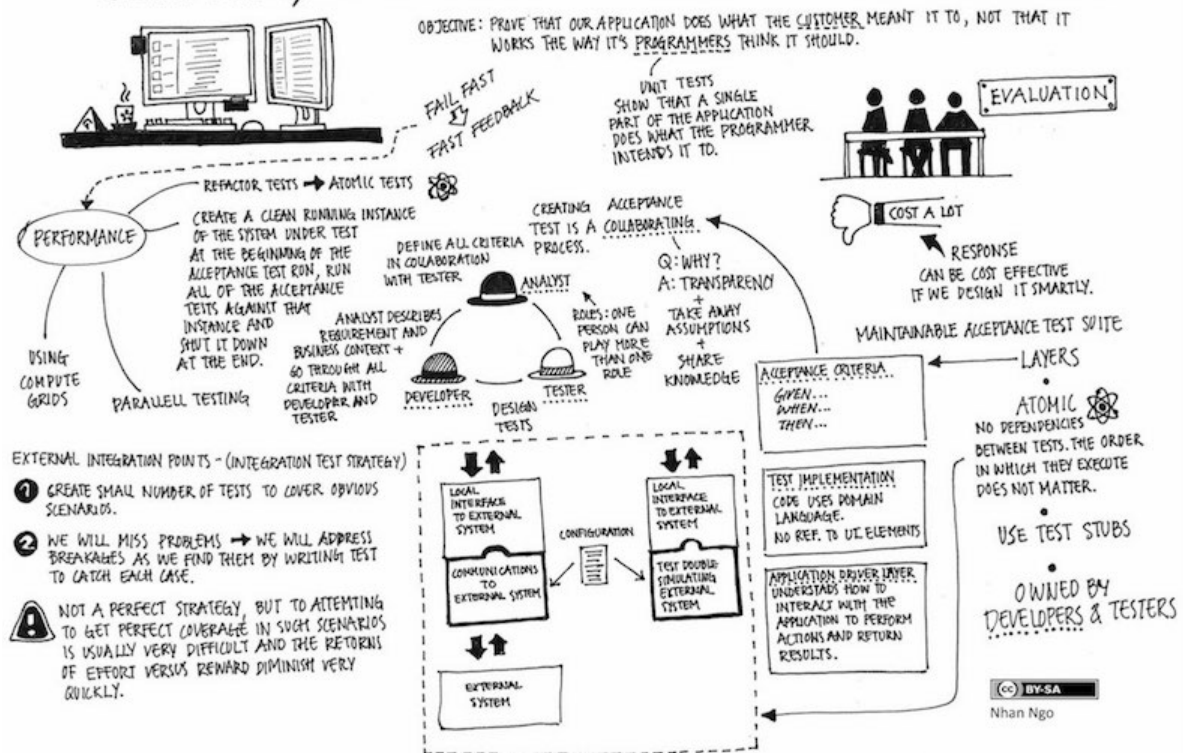 OBJECTIVE: PROVE THAT OUR APPLICATION DOES WHAT THE CUSTOMER MEANT IT TO, NOT THAT IT
WORKS THE WAY IT'S PROGRAMMERS THINK IT SHOULD.
UNIT TESTS
SHOW THAT A SINGLE
PART OF THE APPLICATION
DOES WHAT THE PROGRAMMER
INTENDS IT TO.
FAIL FAST
FAST FEEDBACK
EVALUATION
COST A LOT
RESPONSE
CAN BE COST EFFECTIVE
IF WE DESIGN IT SMARTLY.
PERFORMANCE
REFACTOR TESTS → ATOMIC TESTS
CREATE A CLEAN RUNNING INSTANCE
OF THE SYSTEM UNDER TEST
AT THE BEGINNING OF THE
ACCEPTANCE TEST RUN, RUN
ALL OF THE ACCEPTANCE
TESTS AGAINST THAT
INSTANCE AND
SHUT IT DOWN
AT THE END.
USING
COMPUTE
GRIDS
PARALLELL TESTING
CREATING ACCEPTANCE
TEST IS A COLLABORATING
PROCESS.
Q: WHY?
A: TRANSPARENCY
+
TAKE AWAY
ASSUMPTIONS
+
SHARE
KNOWLEDGE
DEFINE ALL CRITERIA
IN COLLABORATION
WITH TESTER
ANALYST
ROLES: ONE
PERSON CAN
PLAY MORE
THAN ONE
ROLE
ANALYST DESCRIBES
REQUIREMENT AND
BUSINESS CONTEXT +
GO THROUGH ALL
CRITERIA WITH
DEVELOPER AND
TESTER
DEVELOPER
TESTER
DESIGN
TESTS
MAINTAINABLE ACCEPTANCE TEST SUITE
LAYERS
ATOMIC
NO DEPENDENCIES
BETWEEN TESTS. THE ORDER
IN WHICH THEY EXECUTE
DOES NOT MATTER.
USE TEST STUBS
OWNED BY
DEVELOPERS & TESTERS
ACCEPTANCE CRITERIA
GIVEN...
WHEN...
THEN...
TEST IMPLEMENTATION
CODE USES DOMAIN
LANGUAGE.
NO REF. TO UI ELEMENTS
APPLICATION DRIVER LAYER
UNDERSTADS HOW TO
INTERACT WITH THE
APPLICATION TO PERFORM
ACTIONS AND RETURN
RESULTS.
EXTERNAL INTEGRATION POINTS - (INTEGRATION TEST STRATEGY)
1 CREATE SMALL NUMBER OF TESTS TO COVER OBVIOUS
SCENARIOS.
2 WE WILL MISS PROBLEMS → WE WILL ADDRESS
BREAKAGES AS WE FIND THEM BY WRITING TEST
TO CATCH EACH CASE.
! NOT A PERFECT STRATEGY, BUT TO ATTEMTING
TO GET PERFECT COVERAGE IN SUCH SCENARIOS
IS USUALLY VERY DIFFICULT AND THE RETURNS
OF EFFORT VERSUS REWARD DIMINISH VERY
QUICKLY.
LOCAL
INTERFACE
TO EXTERNAL
SYSTEM
COMMUNICATIONS
TO
EXTERNAL SYSTEM
EXTERNAL
SYSTEM
CONFIGURATION
LOCAL
INTERFACE
TO EXTERNAL
SYSTEM
TEST DOUBLE
SIMULATING
EXTERNAL
SYSTEM
cc BY-SA
Nhan Ngo